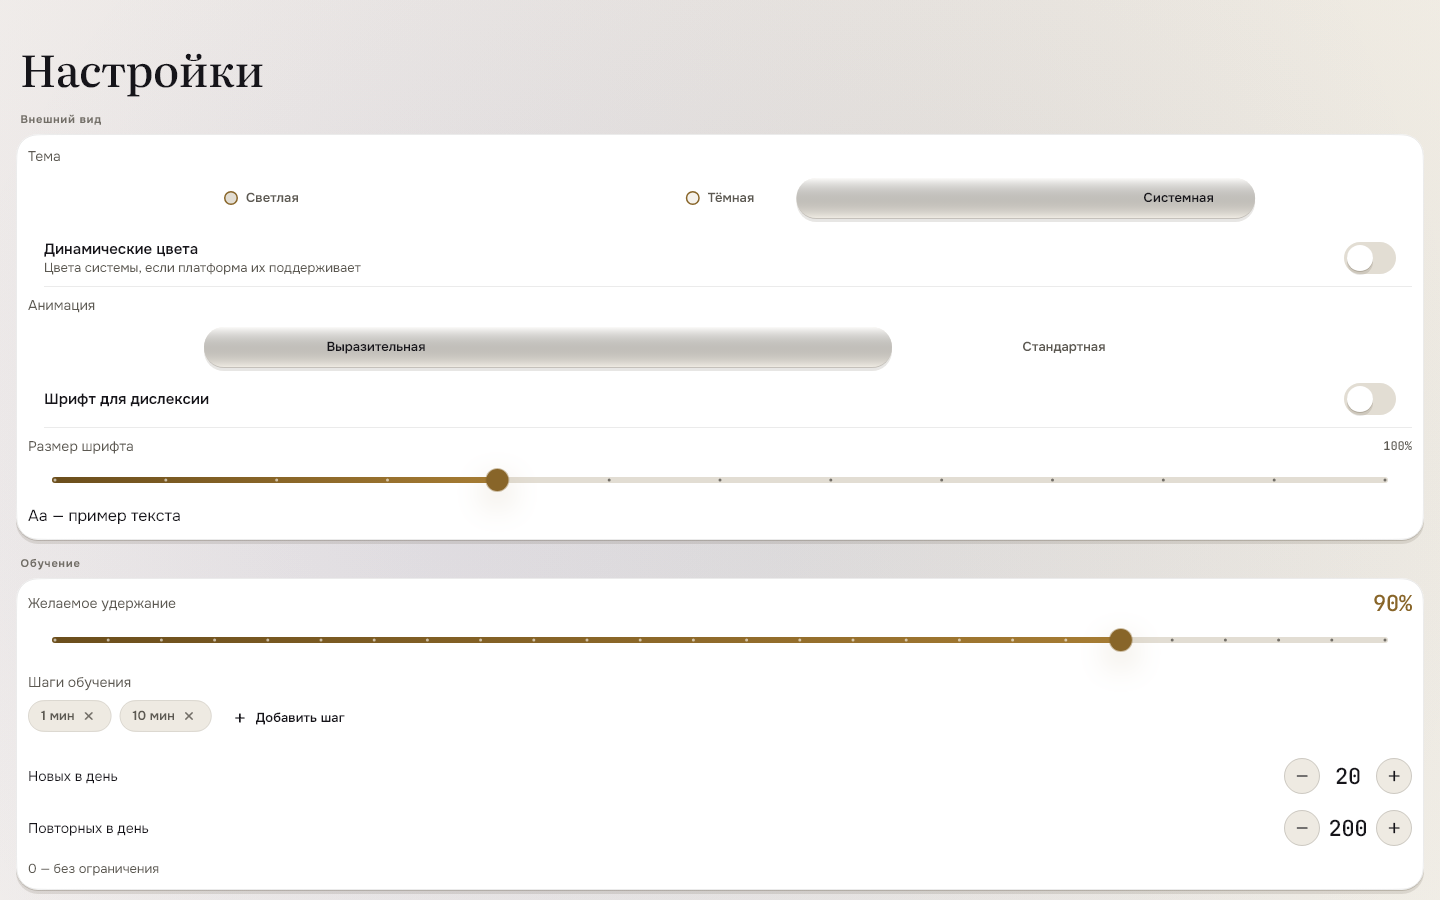 Настройки
Внешний вид
Тема
Светлая
Тёмная
Системная
Динамические цвета
Цвета системы, если платформа их поддерживает
Анимация
Выразительная
Стандартная
Шрифт для дислексии
Размер шрифта
100%
Аа — пример текста
Обучение
Желаемое удержание
90%
Шаги обучения
1 мин ×
10 мин ×
+ Добавить шаг
Новых в день
− 20 +
Повторных в день
− 200 +
0 — без ограничения